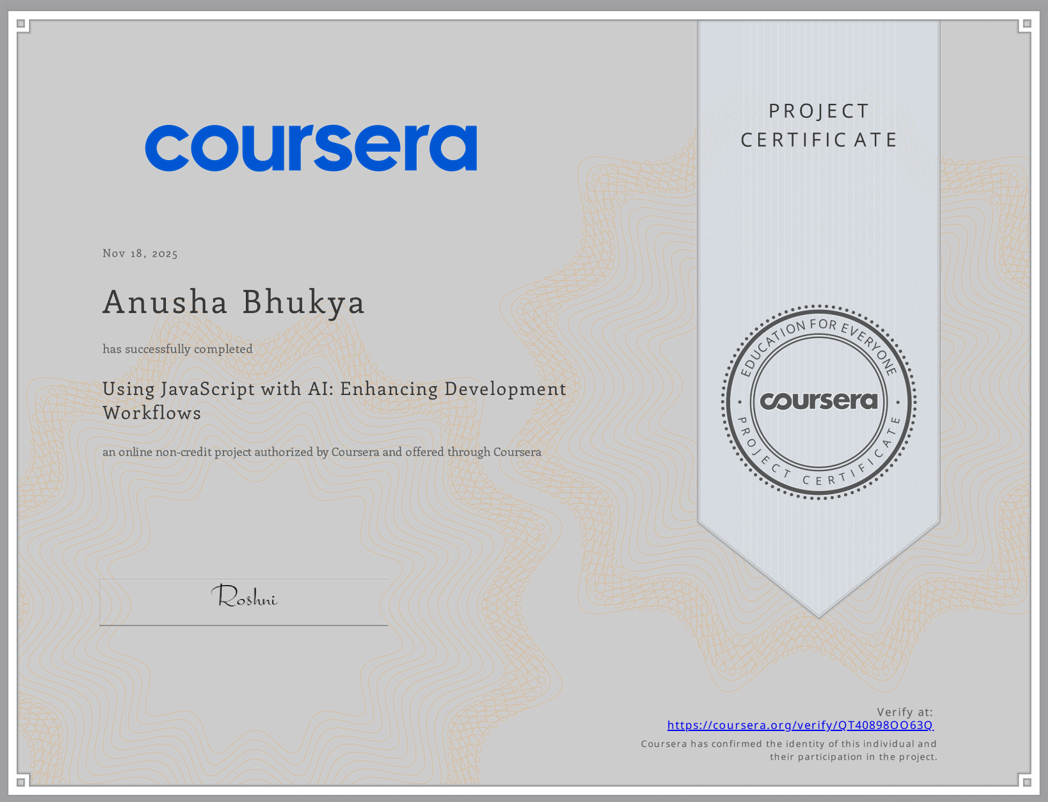 coursera
PROJECT
CERTIFICATE
Nov 18, 2025
Anusha Bhukya
has successfully completed
Using JavaScript with AI: Enhancing Development
Workflows
an online non-credit project authorized by Coursera and offered through Coursera
EDUCATION FOR EVERYONE
coursera
PROJECT CERTIFICATE
Roshni
Verify at:
https://coursera.org/verify/QT40898OO63Q
Coursera has confirmed the identity of this individual and
their participation in the project.